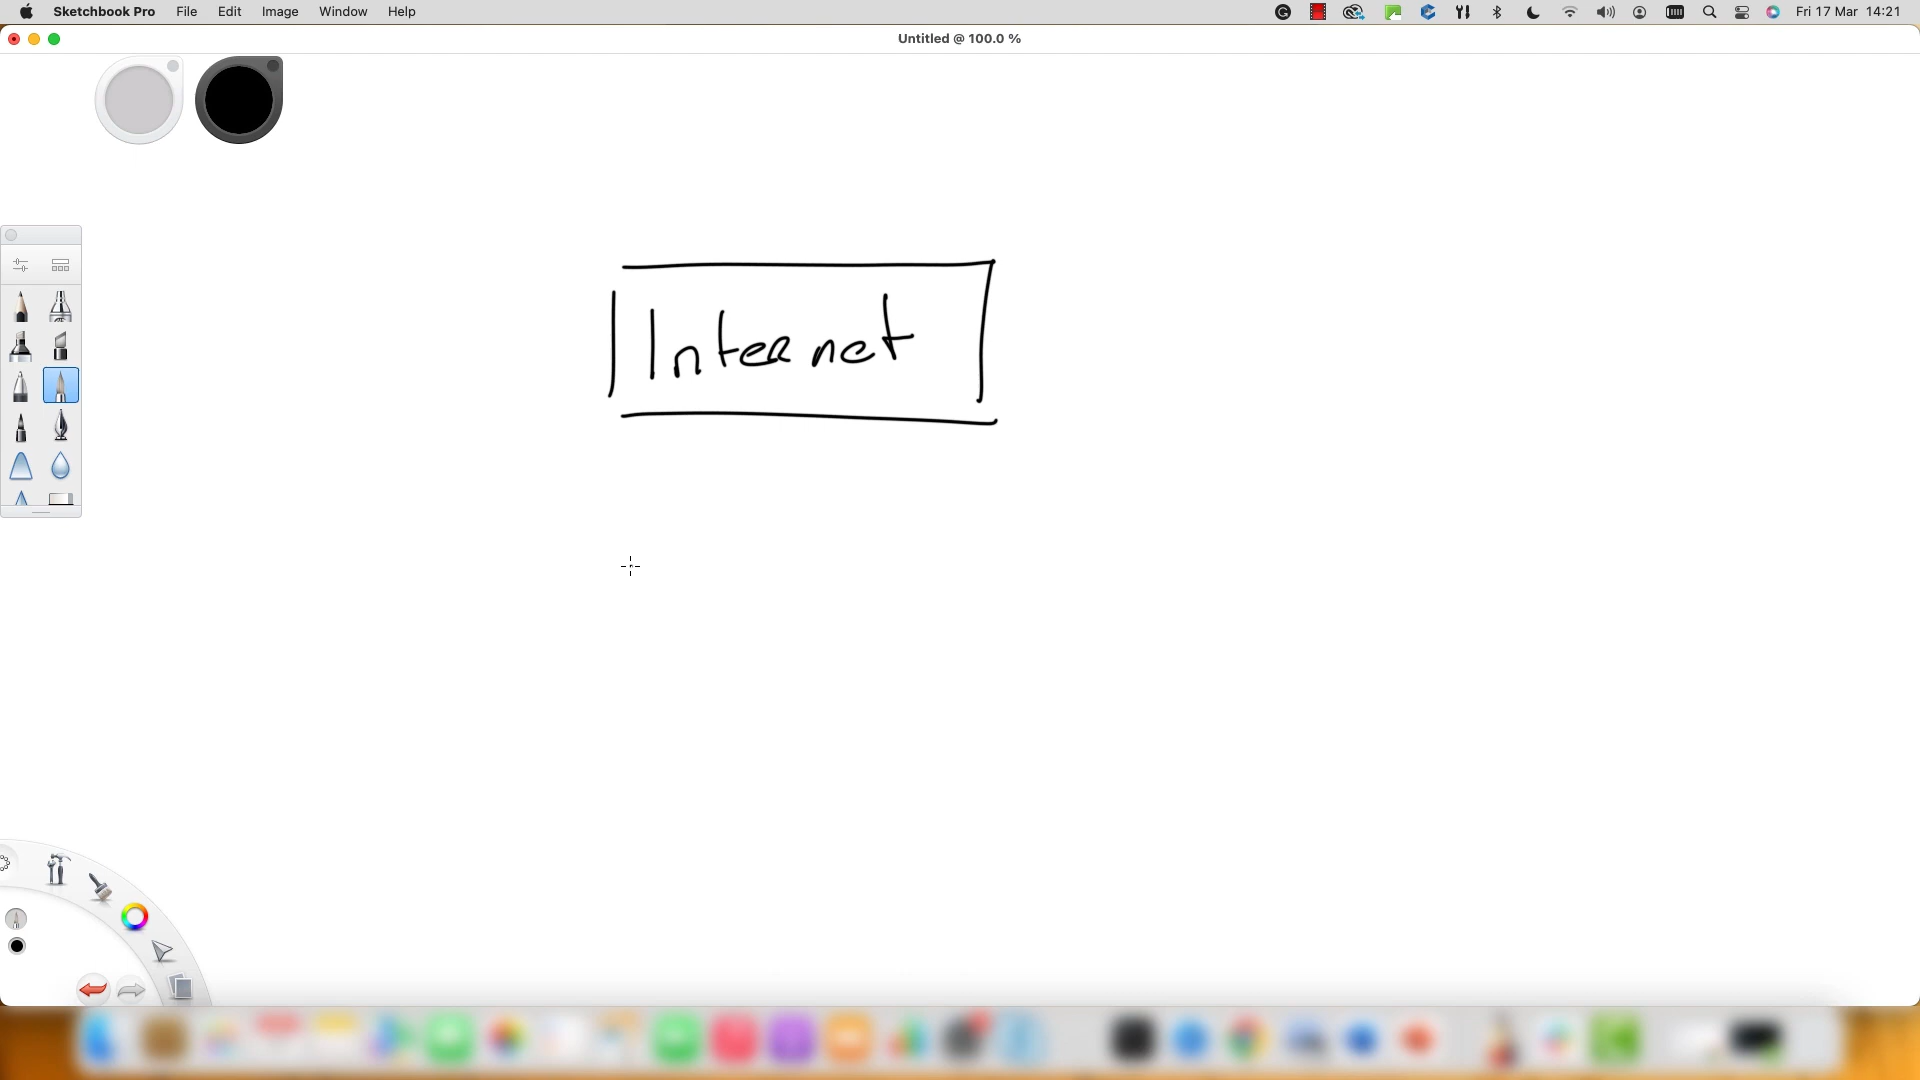 Sketchbook Pro File Edit Image Window Help Fri 17 Mar 14:21
Untitled @ 100.0 %
Internet